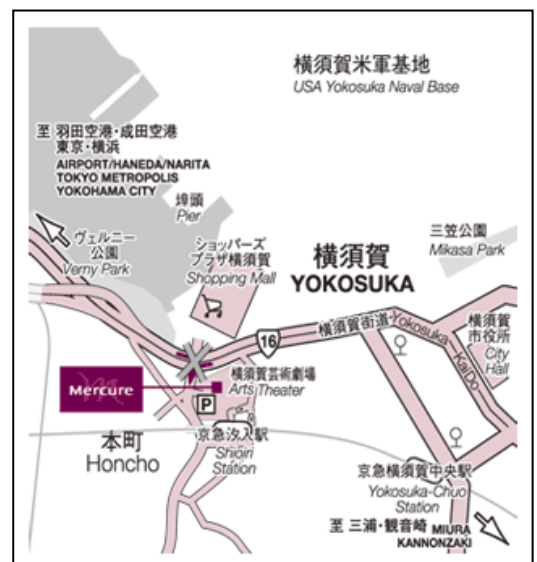 横須賀米軍基地
USA Yokosuka Naval Base
至 羽田空港・成田空港
東京・横浜
AIRPORT/HANEDA/NARITA
TOKYO METROPOLIS
YOKOHAMA CITY
埠頭
Pier
ヴェルニー
公園
Verny Park
ショッパーズ
プラザ横須賀
Shopping Mall
横須賀
YOKOSUKA
三笠公園
Mikasa Park
16
横須賀街道 Yokosuka KaiDo
横須賀
市役所
City
Hall
Mercure
横須賀芸術劇場
Arts Theater
P
本町
Honcho
京急汐入駅
Shioiri
Station
京急横須賀中央駅
Yokosuka-Chuo
Station
至 三浦・観音崎 MIURA
KANNONZAKI